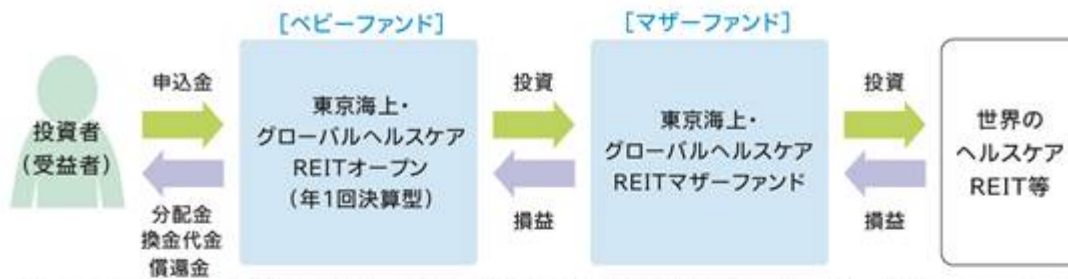 [ベビーファンド]
[マザーファンド]
投資者
(受益者)
申込金
分配金
換金代金
償還金
東京海上・
グローバルヘルスケア
REITオープン
(年1回決算型)
投資
損益
東京海上・
グローバルヘルスケア
REITマザーファンド
投資
損益
世界の
ヘルスケア
REIT等